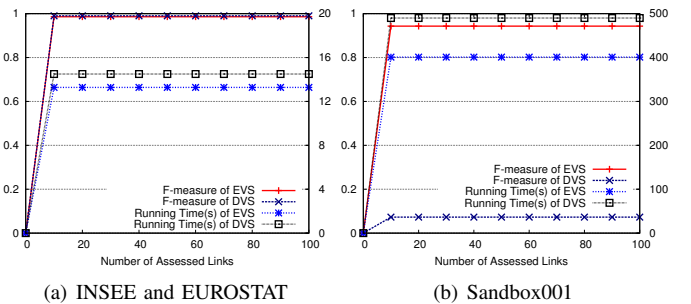 1
0.8
0.6
0.4
0.2
0
0 20 40 60 80 100
20
16
12
8
4
0
F-measure of EVS
F-measure of DVS
Running Time(s) of EVS
Running Time(s) of DVS
Number of Assessed Links
(a) INSEE and EUROSTAT
1
0.8
0.6
0.4
0.2
0
0 20 40 60 80 100
500
400
300
200
100
0
F-measure of EVS
F-measure of DVS
Running Time(s) of EVS
Running Time(s) of DVS
Number of Assessed Links
(b) Sandbox001